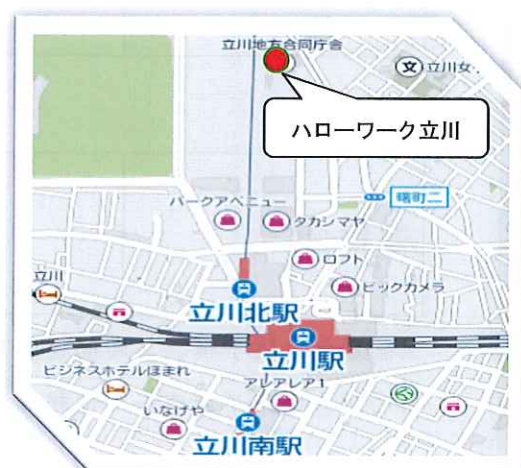 立川地方合同庁舎
立川女
ハローワーク立川
曙町二
パークアベニュー
タカシマヤ
ロフト
ビックカメラ
立川
立川北駅
立川駅
ビジネスホテルほまれ
アレアレア1
いなげや
立川南駅